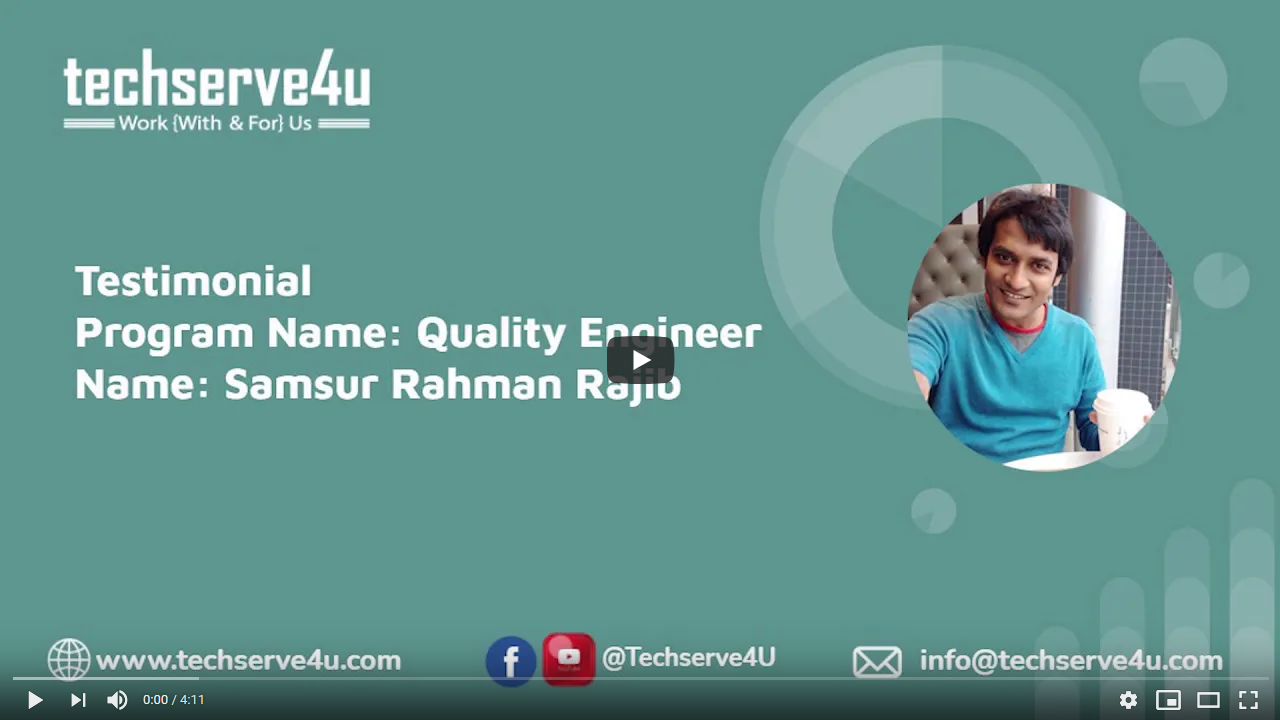 techserve4u
Work {With & For} Us
Testimonial
Program Name: Quality Engineer
Name: Samsur Rahman Rajib
www.techserve4u.com
@Techserve4U
info@techserve4u.com
0:00 / 4:11